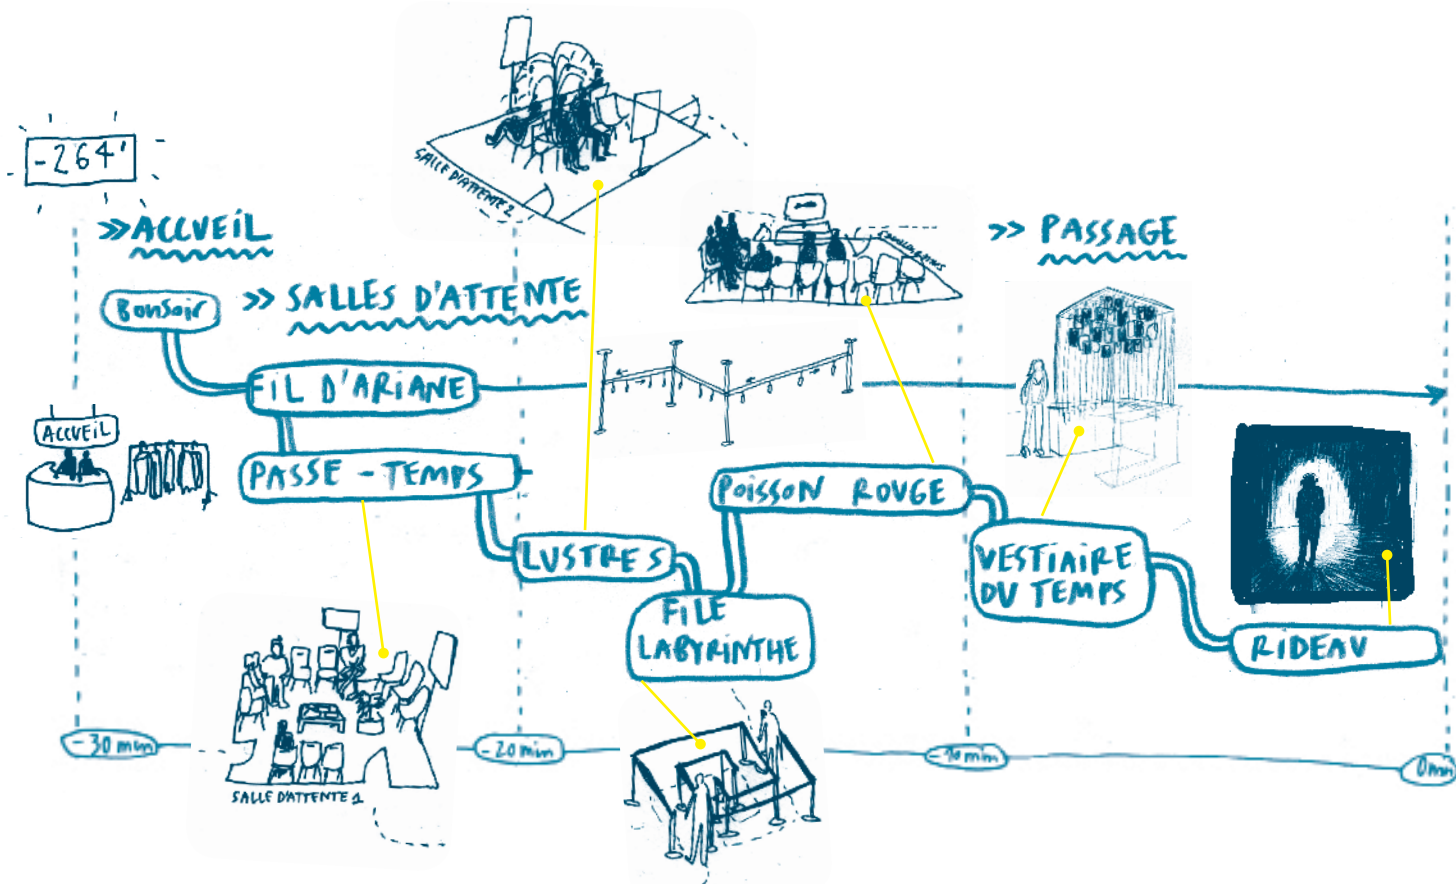 -264'
>> ACCUEIL
>> SALLES D'ATTENTE
>> PASSAGE
SALLE D'ATTENTE 2
Bonsoir
FIL D'ARIANE
ACCUEIL
PASSE-TEMPS
POISSON ROUGE
LUSTRES
VESTIAIRE
DU TEMPS
FILE
LABYRINTHE
RIDEAU
-30 min
-20 min
-10 min
0 min
SALLE D'ATTENTE 1